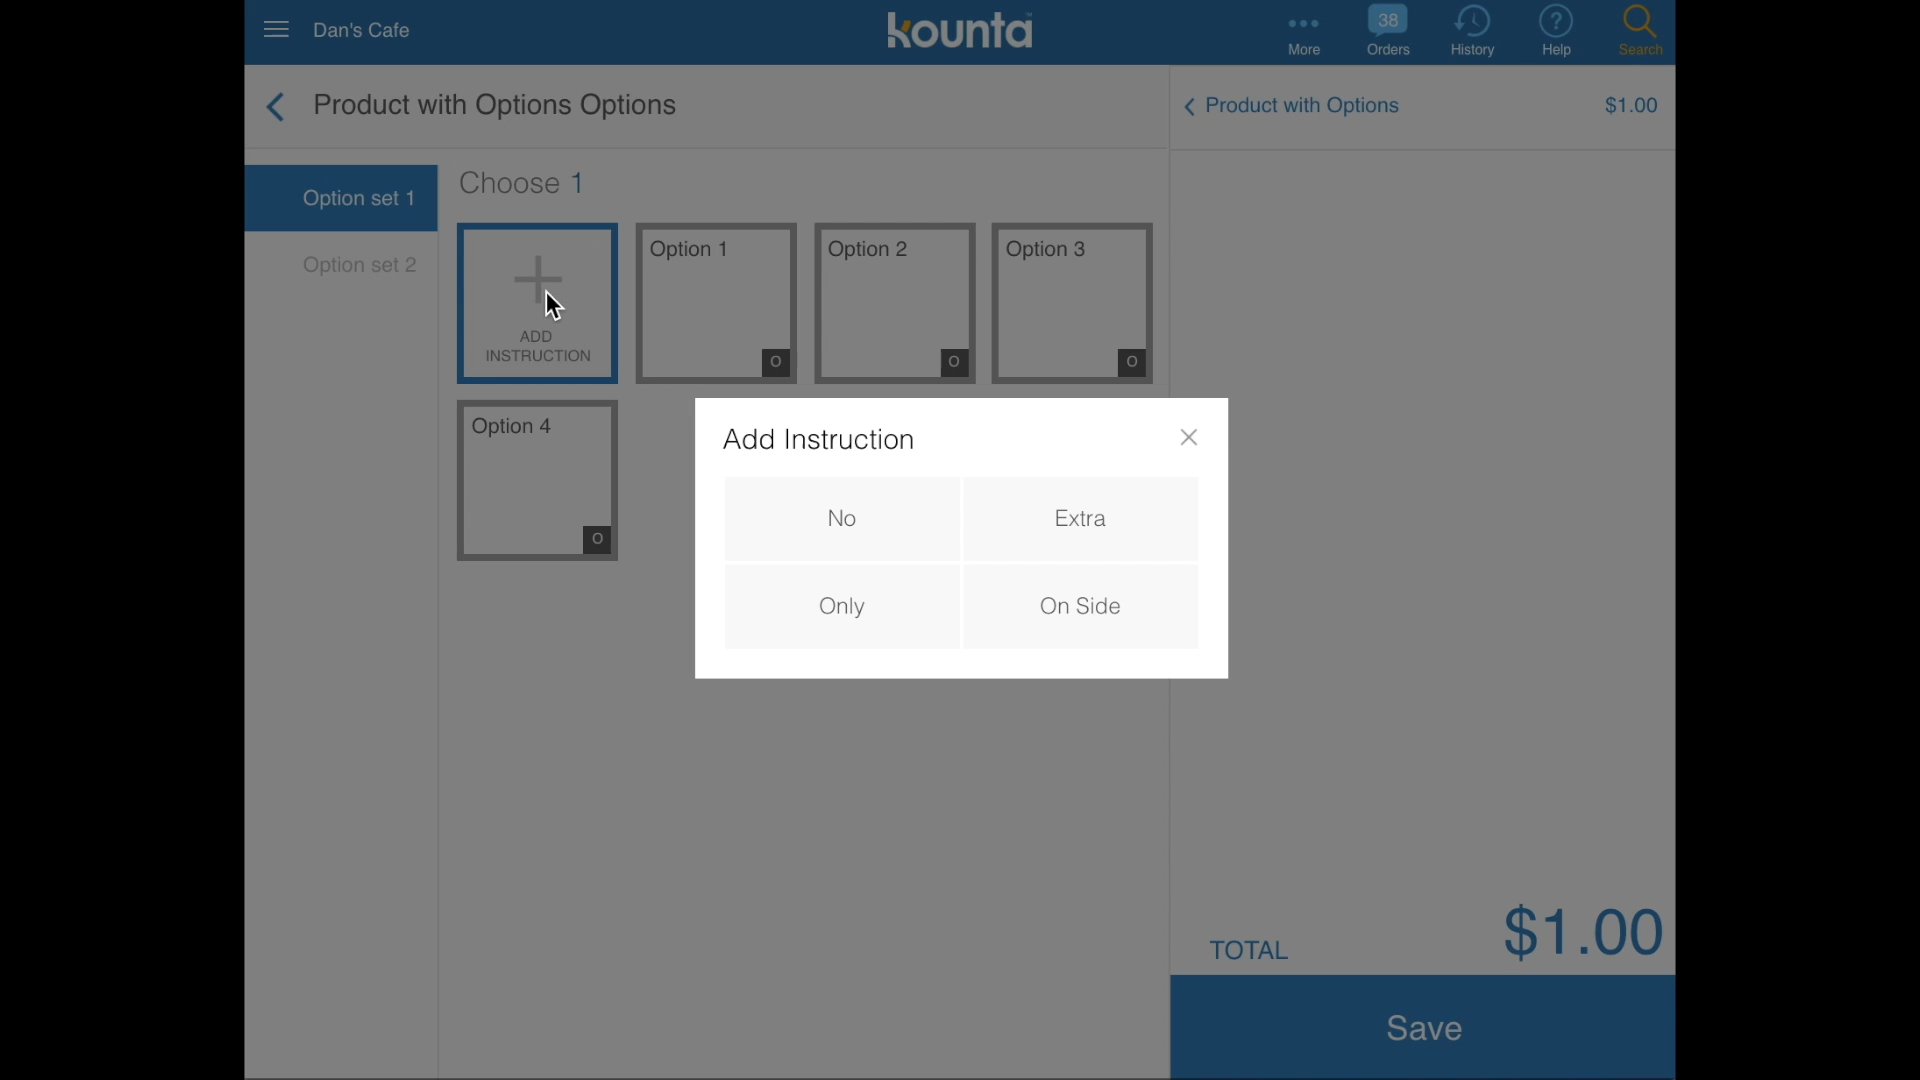 Dan's Cafe
kounta
More
38
Orders
History
?
Help
Search
Product with Options Options
Product with Options $1.00
Option set 1
Option set 2
Choose 1
ADD
INSTRUCTION
Option 1
O
Option 2
O
Option 3
O
Option 4
O
Add Instruction
No
Extra
Only
On Side
TOTAL $1.00
Save